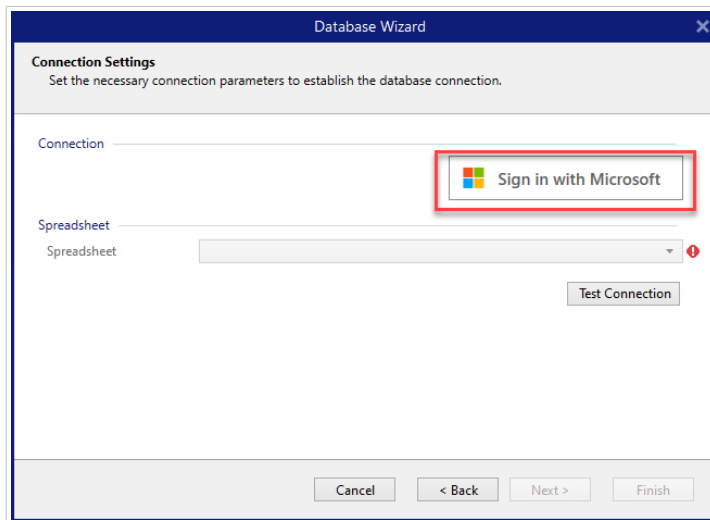 Database Wizard
Connection Settings
Set the necessary connection parameters to establish the database connection.
Connection
Sign in with Microsoft
Spreadsheet
Spreadsheet
Test Connection
Cancel
< Back
Next >
Finish